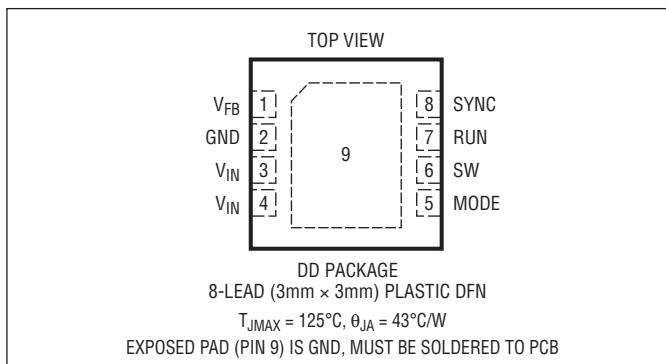 TOP VIEW
VFB 1 8 SYNC
GND 2 7 RUN
9
VIN 3 6 SW
VIN 4 5 MODE
DD PACKAGE
8-LEAD (3mm × 3mm) PLASTIC DFN
TJMAX = 125°C, θJA = 43°C/W
EXPOSED PAD (PIN 9) IS GND, MUST BE SOLDERED TO PCB